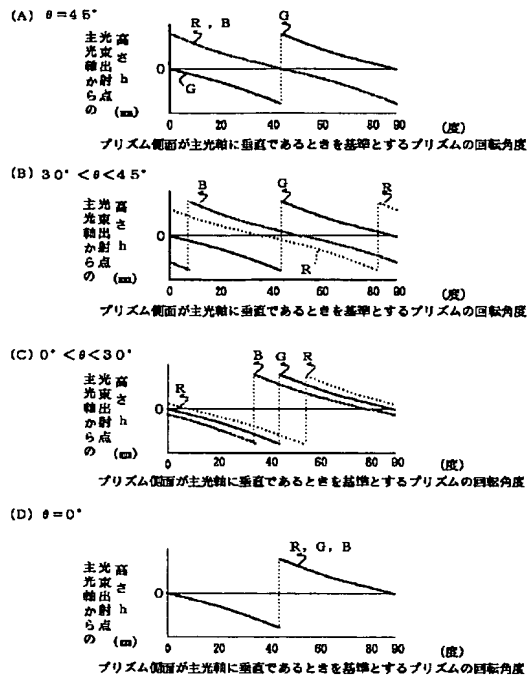 (A) θ=45°
R , B
G
G
主光軸からの
光束出射点
高さh
(㎜)
0
0 20 40 60 80 90
(度)
プリズム側面が主光軸に垂直であるときを基準とするプリズムの回転角度
(B) 30°<θ<45°
B
G
R
R
主光軸からの
光束出射点
高さh
(㎜)
0
0 20 40 60 80 90
(度)
プリズム側面が主光軸に垂直であるときを基準とするプリズムの回転角度
(C) 0°<θ<30°
R
B G R
主光軸からの
光束出射点
高さh
(㎜)
0
0 20 40 60 80 90
(度)
プリズム側面が主光軸に垂直であるときを基準とするプリズムの回転角度
(D) θ=0°
R , G , B
主光軸からの
光束出射点
高さh
(㎜)
0
0 20 40 60 80 90
(度)
プリズム側面が主光軸に垂直であるときを基準とするプリズムの回転角度